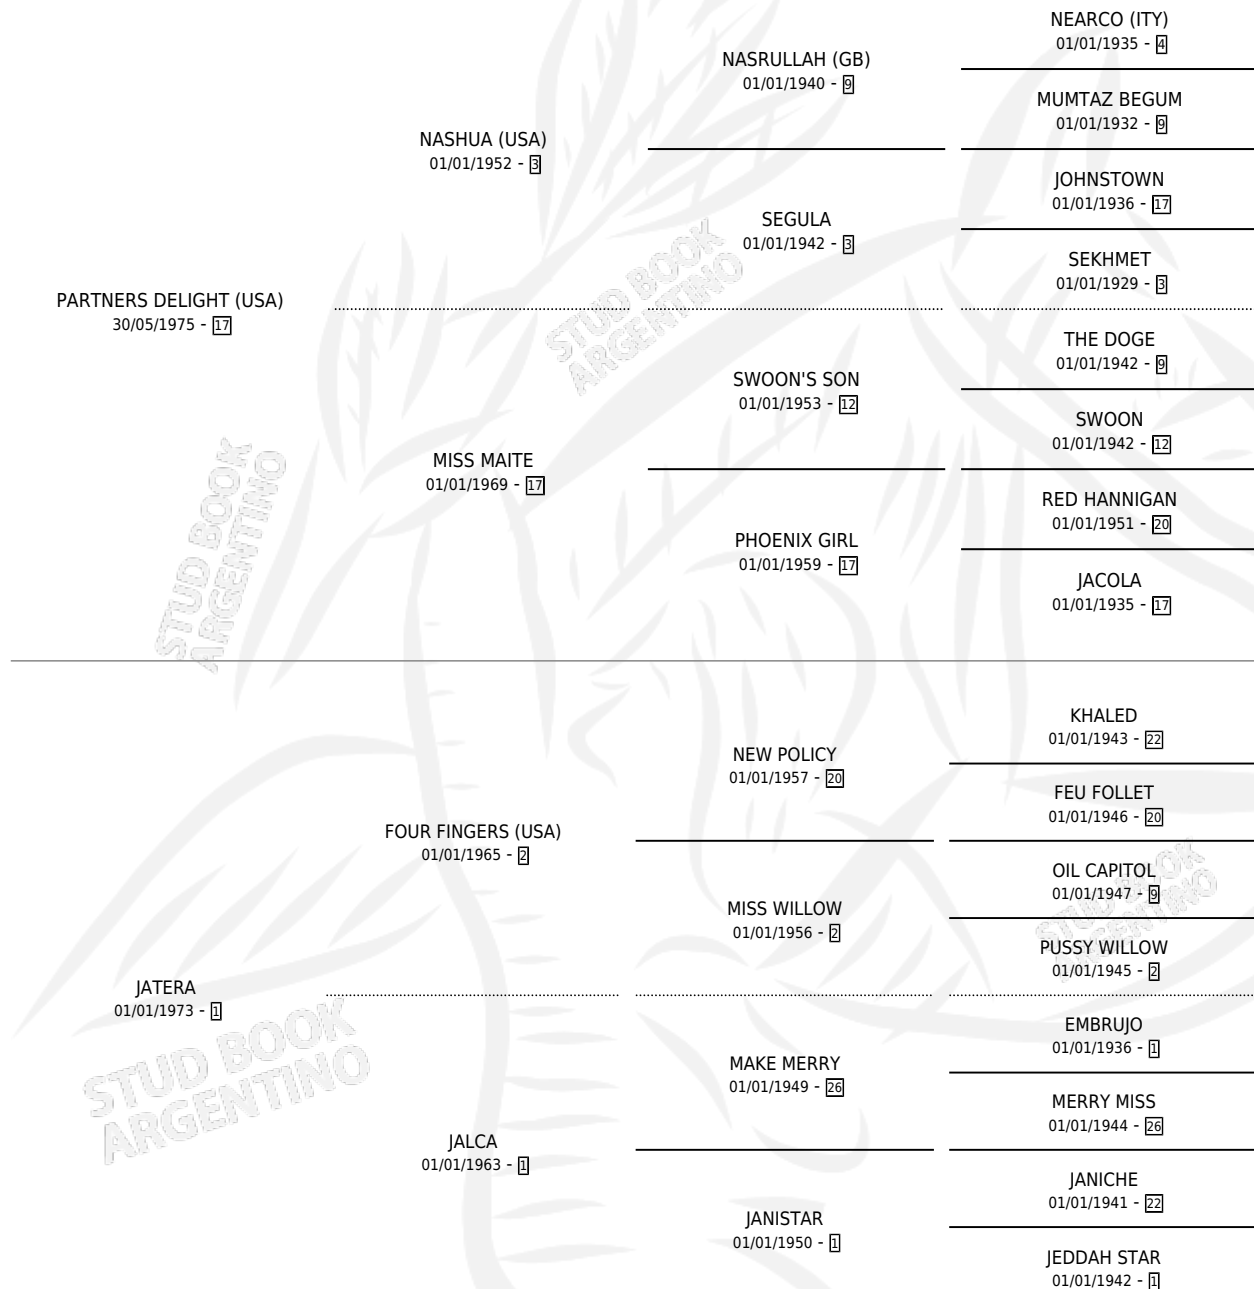 NEARCO (ITY)
01/01/1935 - 4
NASRULLAH (GB)
01/01/1940 - 9
MUMTAZ BEGUM
01/01/1932 - 9
NASHUA (USA)
01/01/1952 - 3
JOHNSTOWN
01/01/1936 - 17
SEGULA
01/01/1942 - 3
SEKHMET
01/01/1929 - 3
PARTNERS DELIGHT (USA)
30/05/1975 - 17
THE DOGE
01/01/1942 - 9
SWOON'S SON
01/01/1953 - 12
SWOON
01/01/1942 - 12
MISS MAITE
01/01/1969 - 17
RED HANNIGAN
01/01/1951 - 20
PHOENIX GIRL
01/01/1959 - 17
JACOLA
01/01/1935 - 17
KHALED
01/01/1943 - 22
NEW POLICY
01/01/1957 - 20
FEU FOLLET
01/01/1946 - 20
FOUR FINGERS (USA)
01/01/1965 - 2
OIL CAPITOL
01/01/1947 - 9
MISS WILLOW
01/01/1956 - 2
PUSSY WILLOW
01/01/1945 - 2
JATERA
01/01/1973 - 1
EMBRUJO
01/01/1936 - 1
MAKE MERRY
01/01/1949 - 26
MERRY MISS
01/01/1944 - 26
JALCA
01/01/1963 - 1
JANICHE
01/01/1941 - 22
JANISTAR
01/01/1950 - 1
JEDDAH STAR
01/01/1942 - 1
STUD BOOK
ARGENTINO
STUD BOOK
ARGENTINO
STUD BOOK
ARGENTINO
STUD BOOK
ARGENTINO